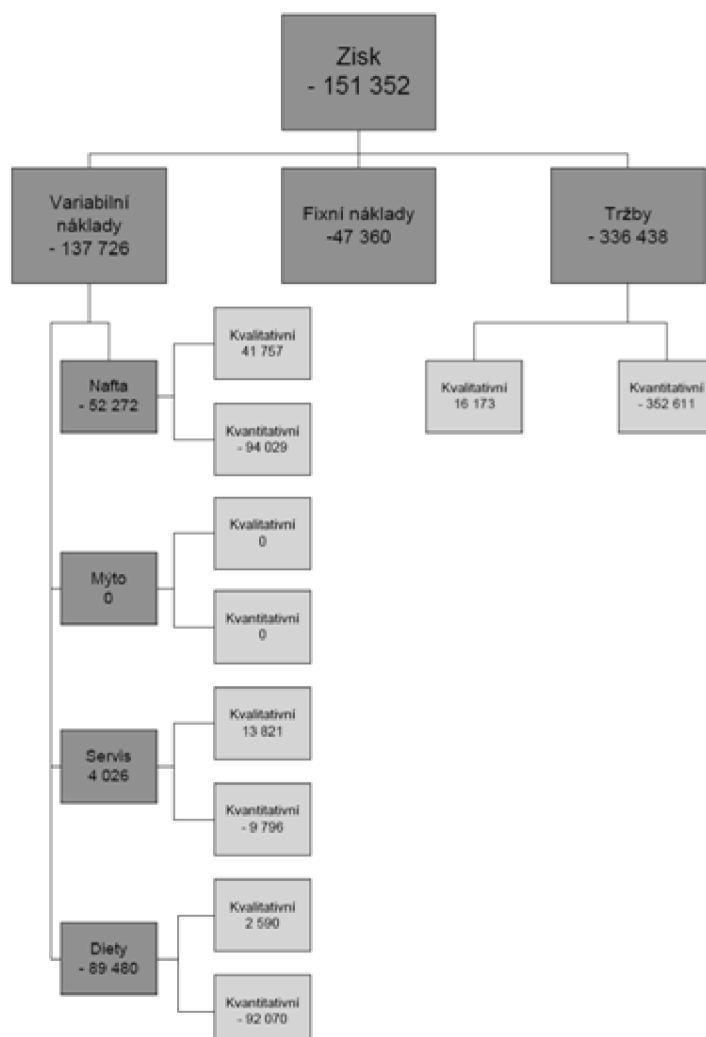 Zisk
- 151 352
Variabilní
náklady
- 137 726
Fixní náklady
-47 360
Tržby
- 336 438
Kvalitativní
41 757
Nafta
- 52 272
Kvantitativní
- 94 029
Kvalitativní
16 173
Kvantitativní
- 352 611
Kvalitativní
0
Mýto
0
Kvantitativní
0
Kvalitativní
13 821
Servis
4 026
Kvantitativní
- 9 796
Kvalitativní
2 590
Diety
- 89 480
Kvantitativní
- 92 070